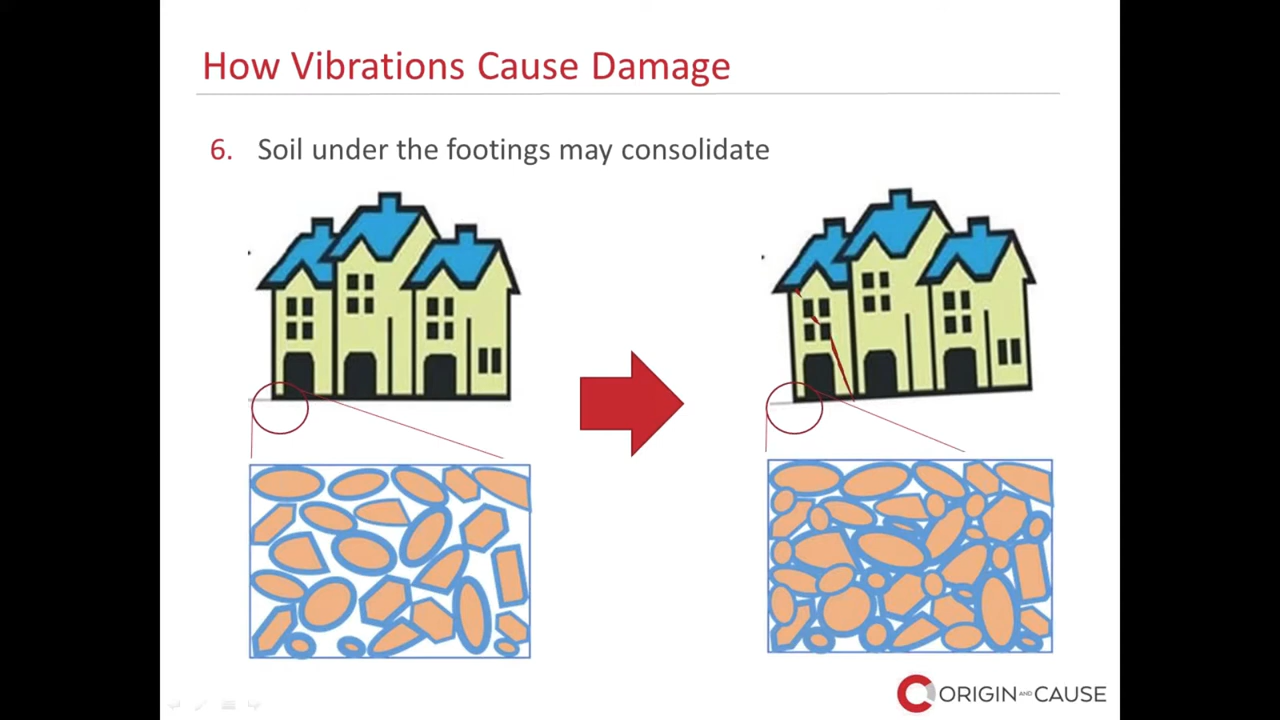 How Vibrations Cause Damage
6. Soil under the footings may consolidate
ORIGIN AND CAUSE